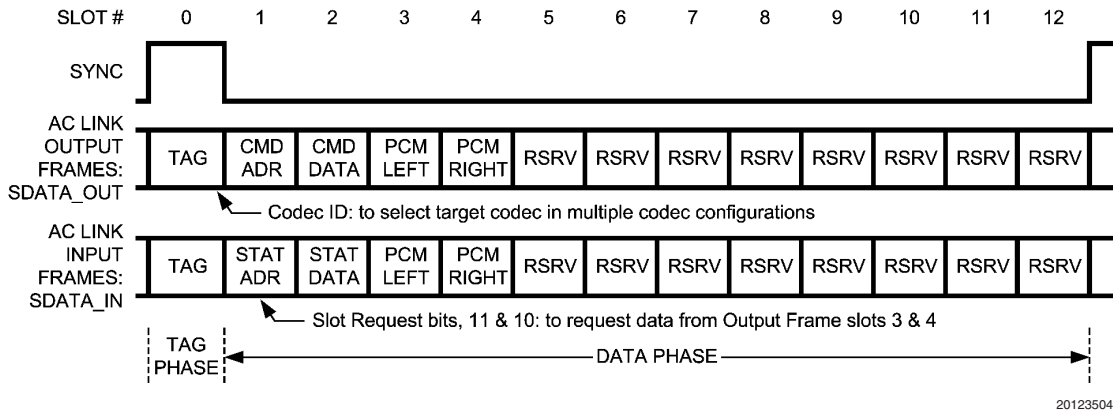 SLOT # 0 1 2 3 4 5 6 7 8 9 10 11 12
SYNC
AC LINK
OUTPUT
FRAMES:
SDATA_OUT
TAG
CMD
ADR
CMD
DATA
PCM
LEFT
PCM
RIGHT
RSRV RSRV RSRV RSRV RSRV RSRV RSRV RSRV
Codec ID: to select target codec in multiple codec configurations
AC LINK
INPUT
FRAMES:
SDATA_IN
TAG
STAT
ADR
STAT
DATA
PCM
LEFT
PCM
RIGHT
RSRV RSRV RSRV RSRV RSRV RSRV RSRV RSRV
Slot Request bits, 11 & 10: to request data from Output Frame slots 3 & 4
TAG
PHASE
DATA PHASE
20123504